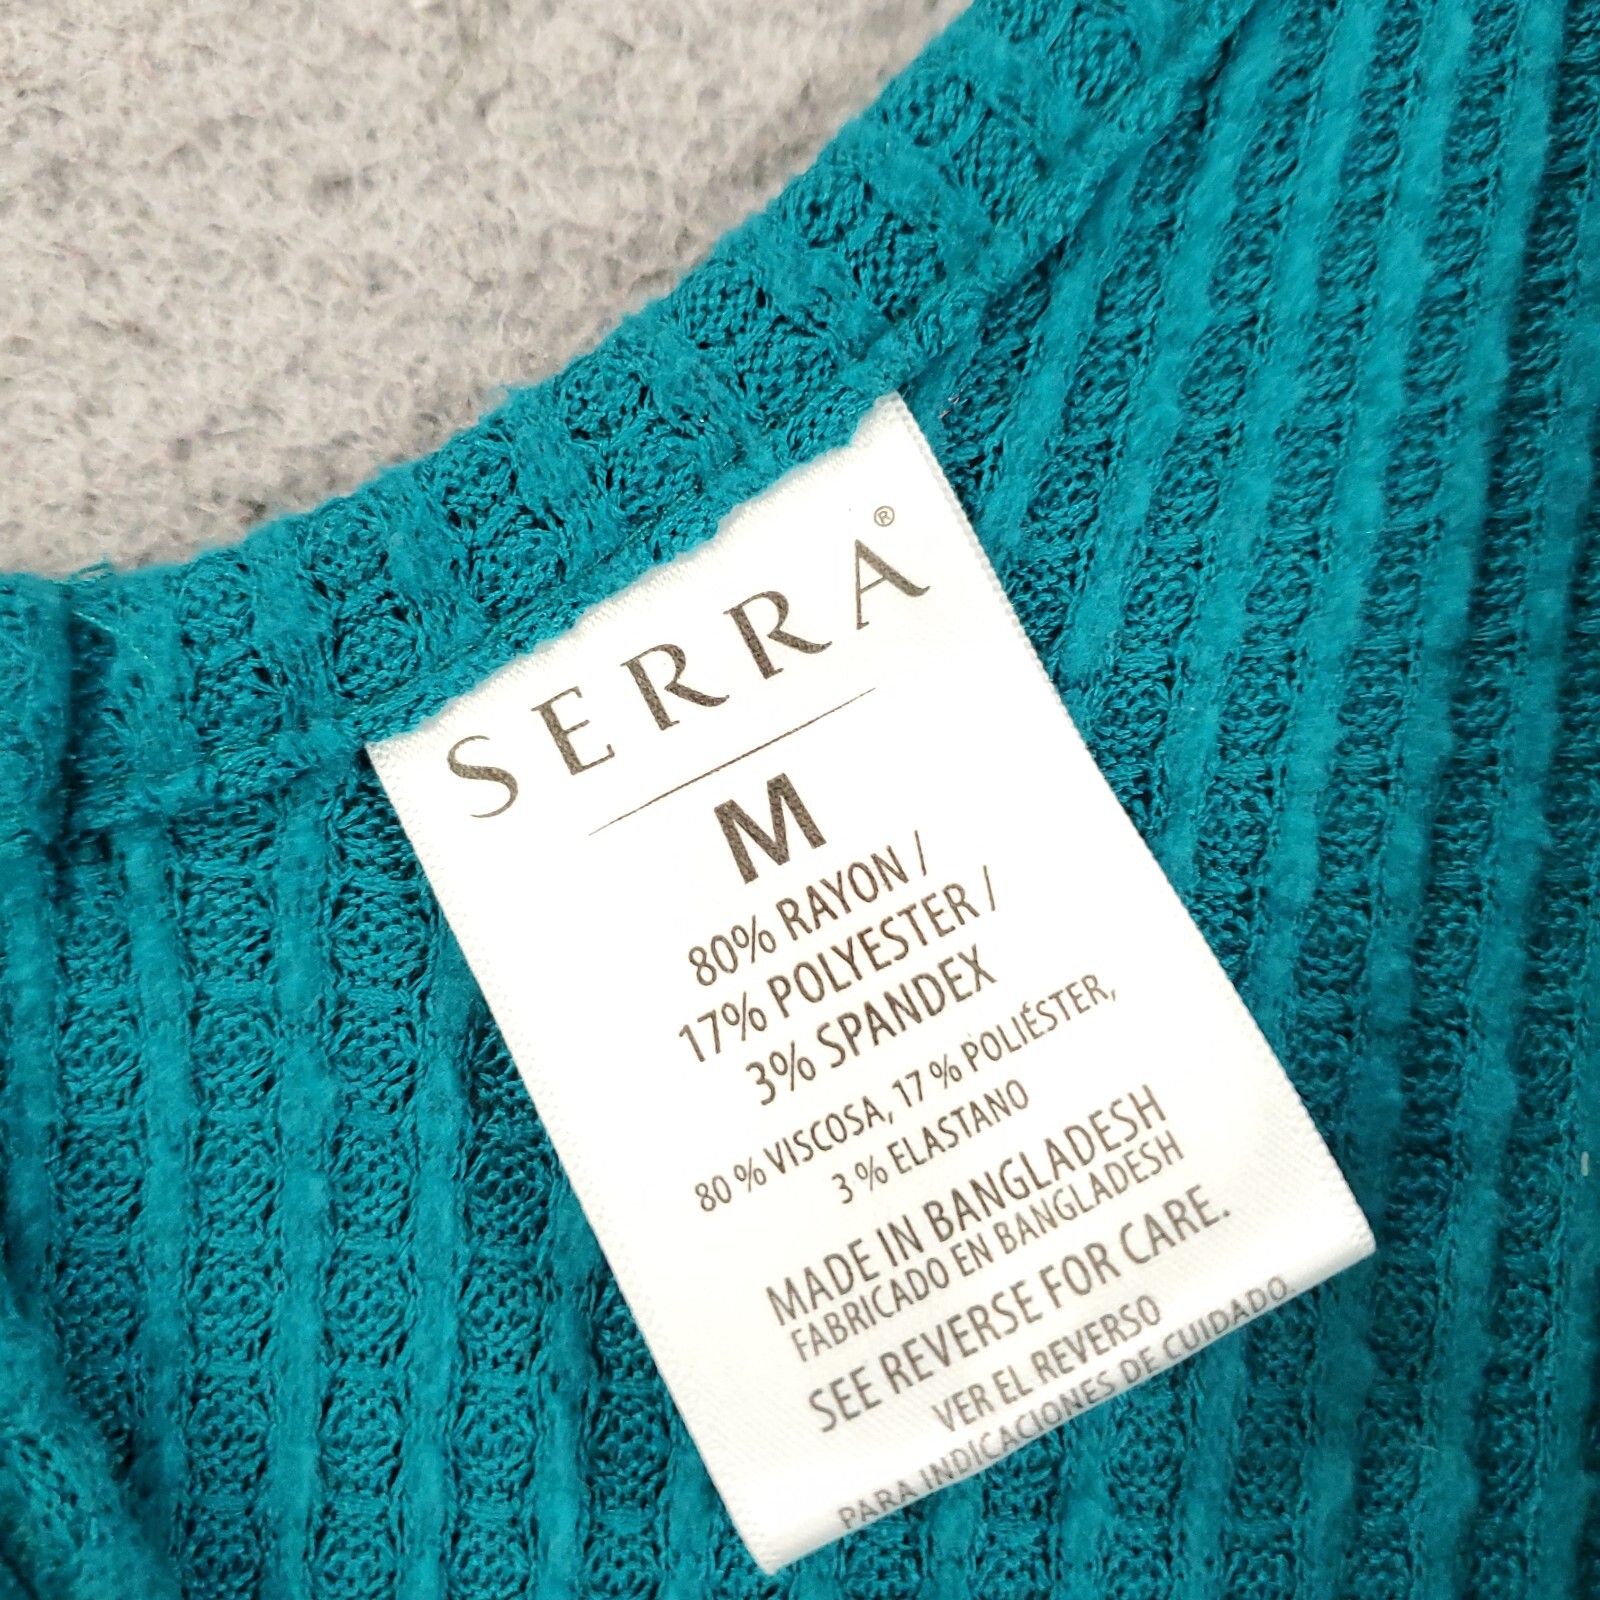 SERRA®
M
80% RAYON /
17% POLYESTER /
3% SPANDEX
80 % VISCOSA, 17 % POLIÉSTER,
3 % ELASTANO
MADE IN BANGLADESH
FABRICADO EN BANGLADESH
SEE REVERSE FOR CARE.
VER EL REVERSO
PARA INDICACIONES DE CUIDADO